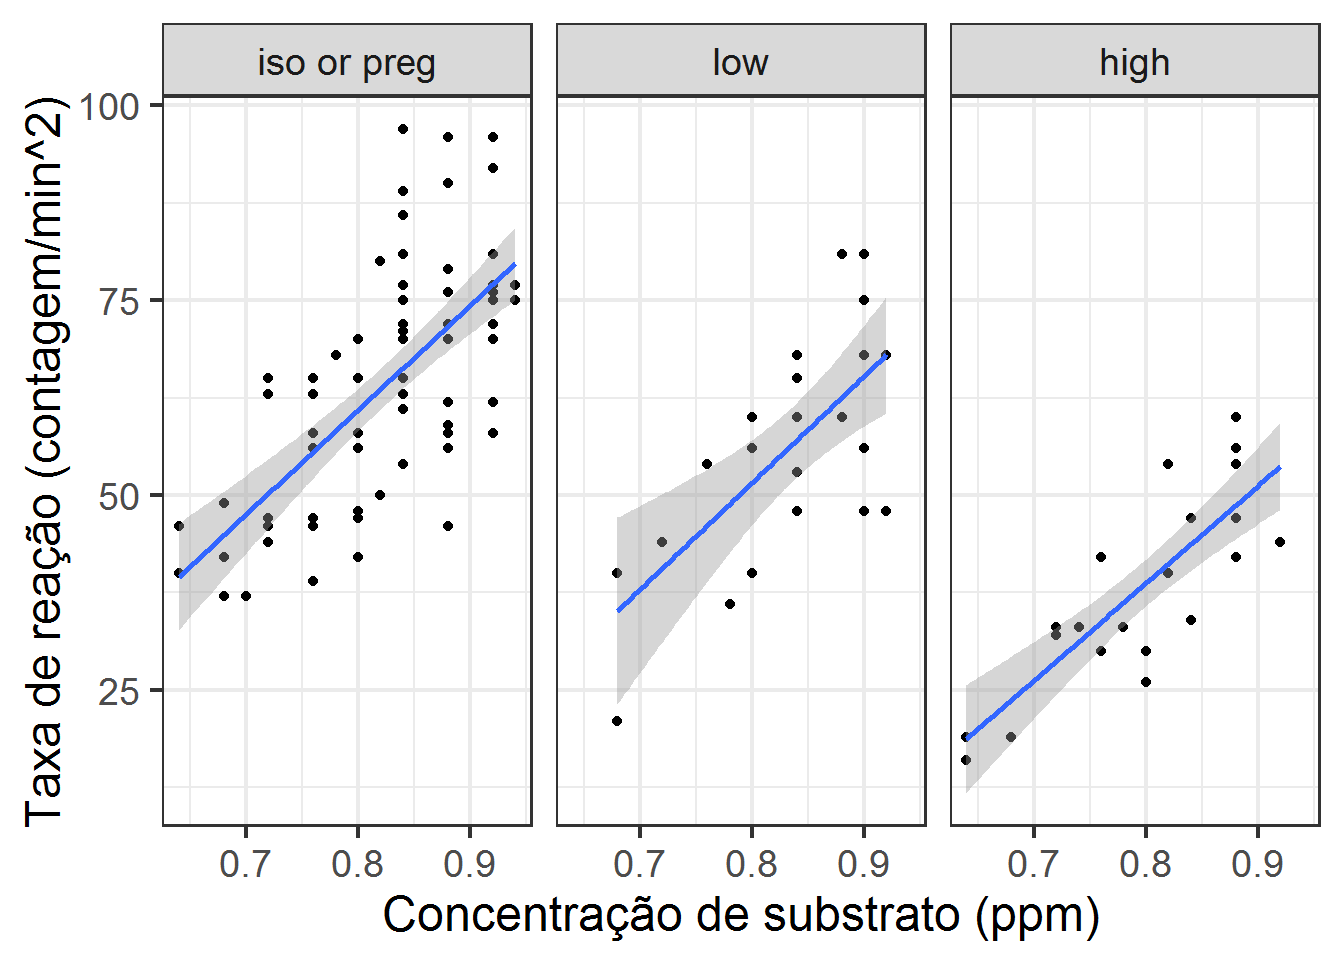 iso or preg
low
high
Taxa de reação (contagem/min^2)
100
75
50
25
0.7 0.8 0.9
0.7 0.8 0.9
0.7 0.8 0.9
Concentração de substrato (ppm)